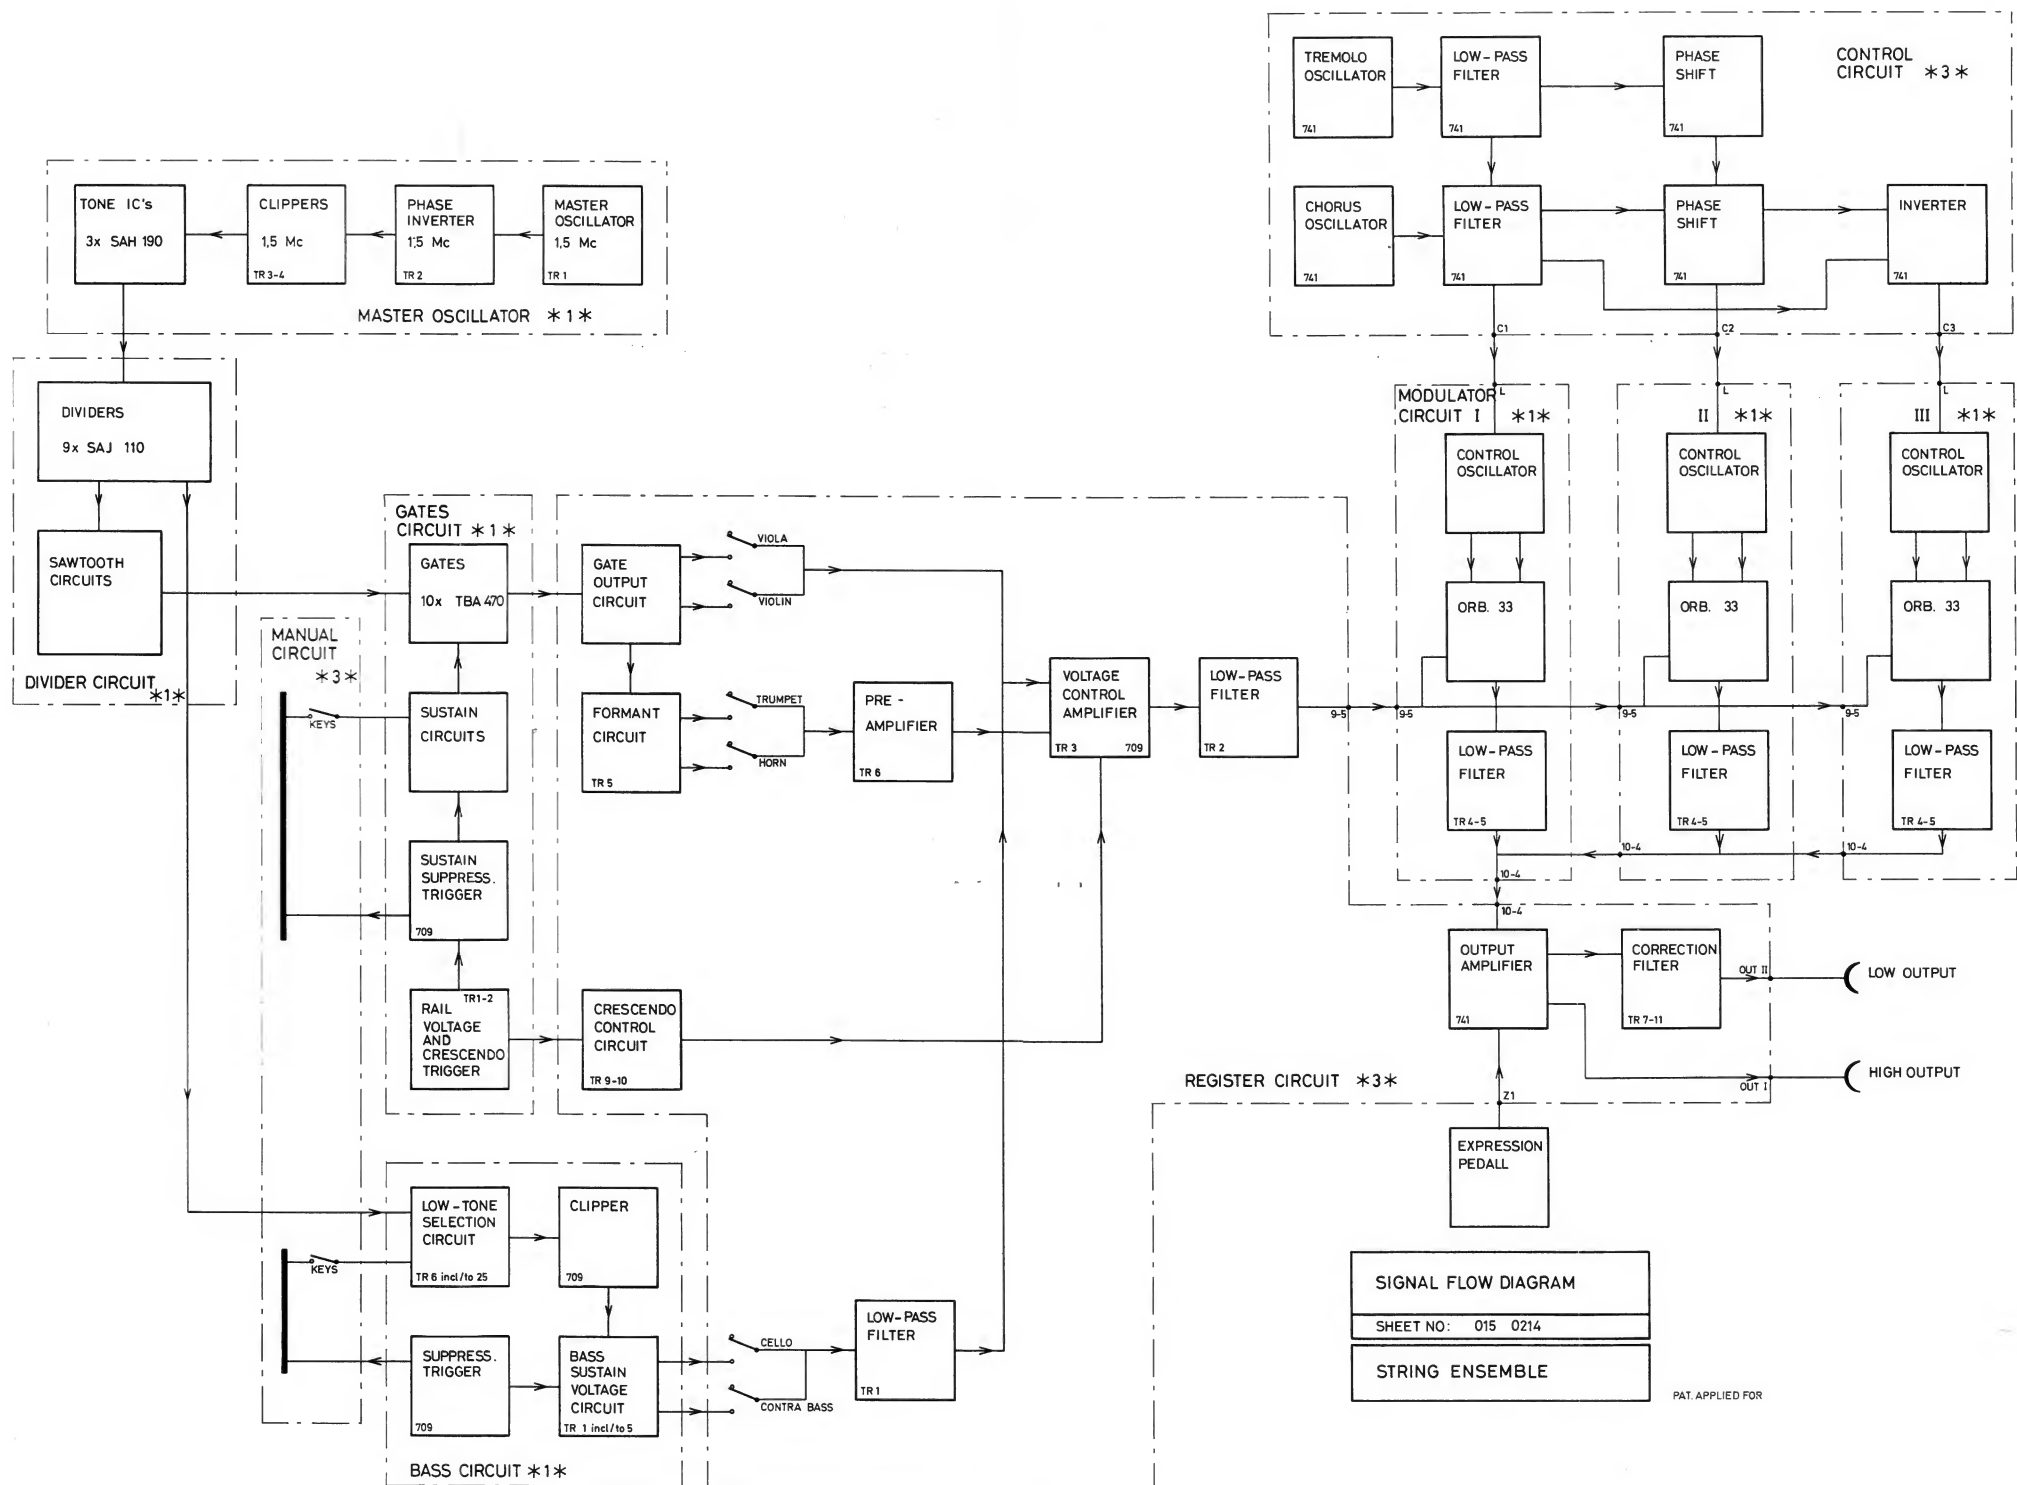 TREMOLO
OSCILLATOR
741
LOW-PASS
FILTER
741
PHASE
SHIFT
741
CONTROL
CIRCUIT *3*
CHORUS
OSCILLATOR
741
LOW-PASS
FILTER
741
PHASE
SHIFT
741
INVERTER
741
C1
C2
C3
TONE IC's
3x SAH 190
CLIPPERS
1,5 Mc
TR 3-4
PHASE
INVERTER
1,5 Mc
TR 2
MASTER
OSCILLATOR
1,5 Mc
TR 1
MASTER OSCILLATOR *1*
DIVIDERS
9x SAJ 110
SAWTOOTH
CIRCUITS
DIVIDER CIRCUIT
*1*
MANUAL
CIRCUIT
*3*
KEYS
KEYS
GATES
CIRCUIT *1*
GATES
10x TBA 470
SUSTAIN
CIRCUITS
SUSTAIN
SUPPRESS.
TRIGGER
709
TR1-2
RAIL
VOLTAGE
AND
CRESCENDO
TRIGGER
GATE
OUTPUT
CIRCUIT
VIOLA
VIOLIN
FORMANT
CIRCUIT
TR 5
TRUMPET
HORN
PRE-
AMPLIFIER
TR 6
CRESCENDO
CONTROL
CIRCUIT
TR 9-10
VOLTAGE
CONTROL
AMPLIFIER
TR 3 709
LOW-PASS
FILTER
TR 2
9-5
MODULATOR
CIRCUIT I *1*
L
CONTROL
OSCILLATOR
ORB. 33
9-5
LOW-PASS
FILTER
TR 4-5
10-4
II *1*
L
CONTROL
OSCILLATOR
ORB. 33
9-5
LOW-PASS
FILTER
TR 4-5
10-4
III *1*
L
CONTROL
OSCILLATOR
ORB. 33
9-5
LOW-PASS
FILTER
TR 4-5
10-4
10-4
OUTPUT
AMPLIFIER
741
CORRECTION
FILTER
TR 7-11
OUT II
LOW OUTPUT
OUT I
HIGH OUTPUT
REGISTER CIRCUIT *3*
Z1
EXPRESSION
PEDALL
LOW-TONE
SELECTION
CIRCUIT
TR 6 incl/to 25
CLIPPER
709
SUPPRESS.
TRIGGER
709
BASS
SUSTAIN
VOLTAGE
CIRCUIT
TR 1 incl/to 5
BASS CIRCUIT *1*
CELLO
CONTRA BASS
LOW-PASS
FILTER
TR 1
SIGNAL FLOW DIAGRAM
SHEET NO: 015 0214
STRING ENSEMBLE
PAT. APPLIED FOR